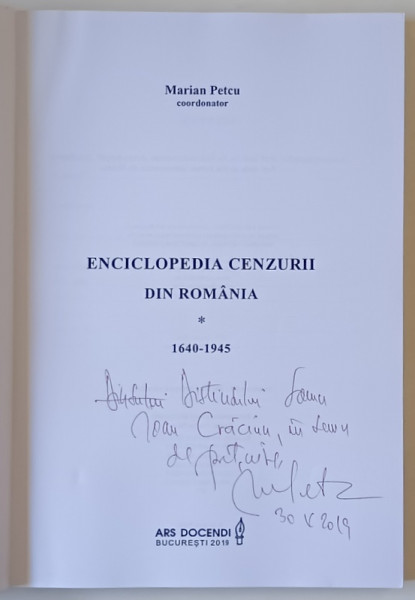 Marian Petcu
coordonator
ENCICLOPEDIA CENZURII
DIN ROMÂNIA
*
1640-1945
Distinsului Domn
Ioan Crăciun, în semn
de prețuire,
30 V 2019
ARS DOCENDI
BUCUREȘTI 2019